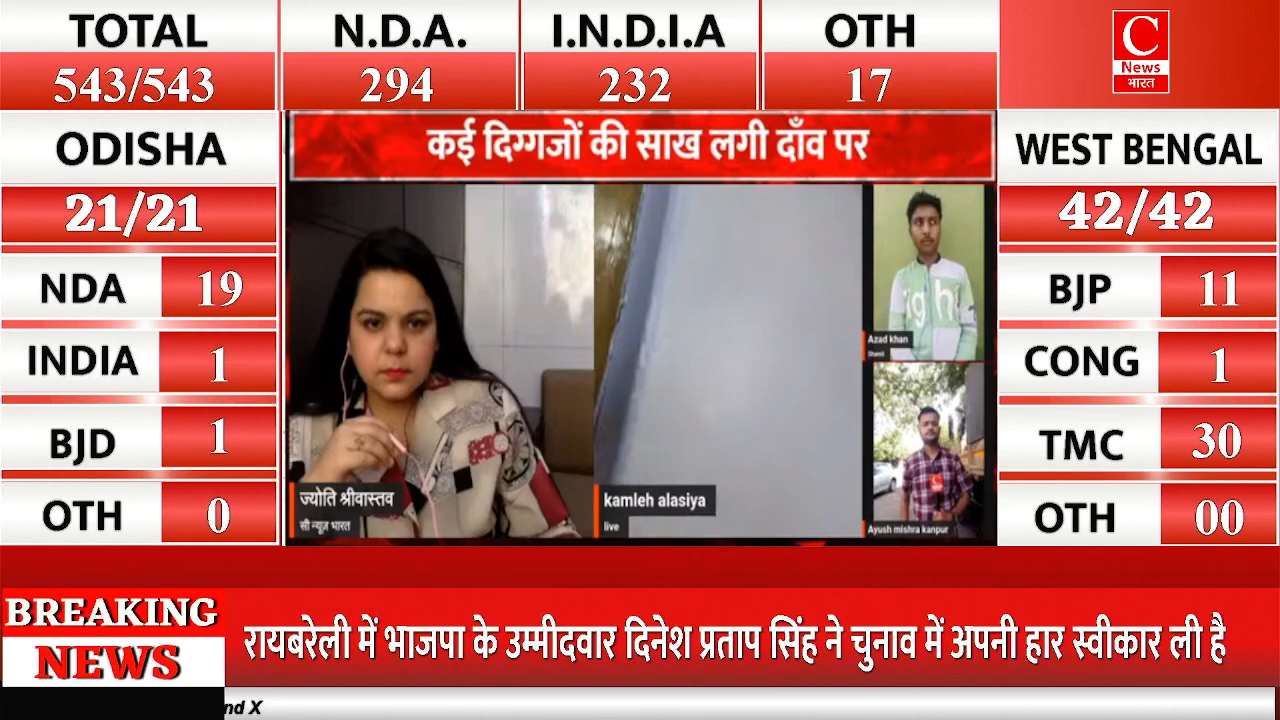 TOTAL
543/543
N.D.A.
294
I.N.D.I.A
232
OTH
17
C
News
भारत
कई दिग्गजों की साख लगी दाँव पर
ODISHA
21/21
NDA 19
INDIA 1
BJD 1
OTH 0
WEST BENGAL
42/42
BJP 11
CONG 1
TMC 30
OTH 00
ज्योति श्रीवास्तव
सी न्यूज़ भारत
kamleh alasiya
live
Azad khan
Ayush mishra kanpur
BREAKING
NEWS
रायबरेली में भाजपा के उम्मीदवार दिनेश प्रताप सिंह ने चुनाव में अपनी हार स्वीकार ली है
nd X